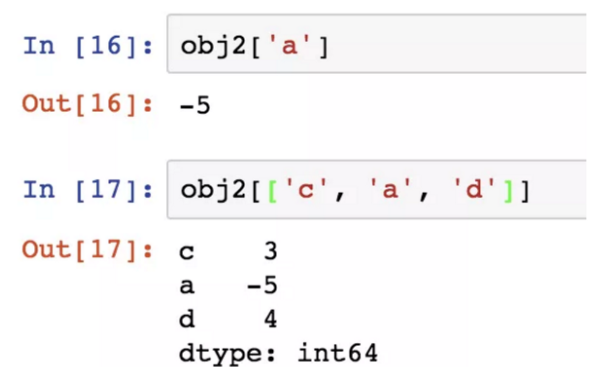 In [16]: obj2['a']
Out[16]: -5
In [17]: obj2[['c', 'a', 'd']]
Out[17]: c 3
a -5
d 4
dtype: int64